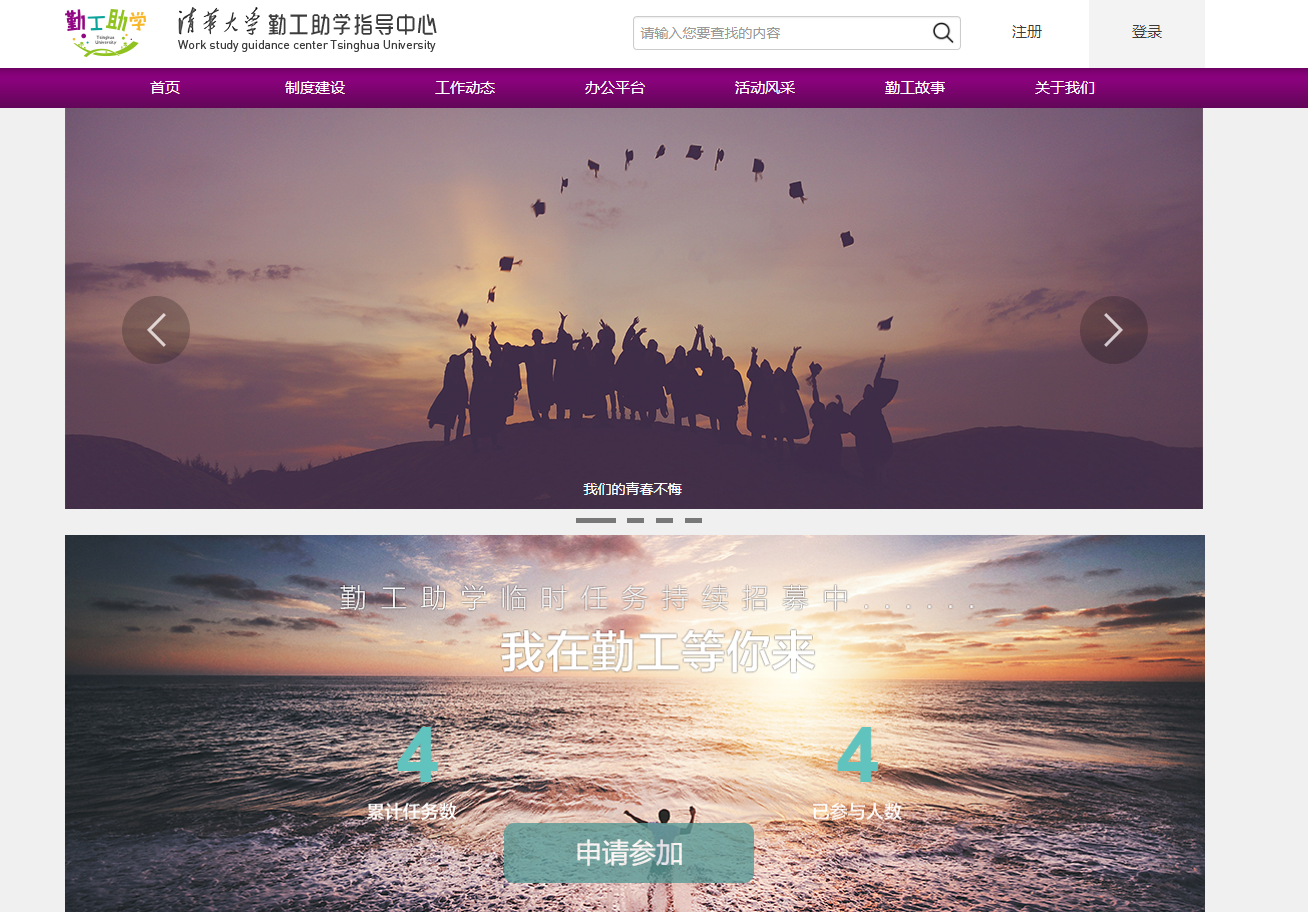 勤工助学
Tsinghua
University
清華大学 勤工助学指导中心
Work study guidance center Tsinghua University
请输入您要查找的内容
注册
登录
首页 制度建设 工作动态 办公平台 活动风采 勤工故事 关于我们
我们的青春不悔
勤工助学临时任务持续招募中......
我在勤工等你来
4 4
累计任务数 已参与人数
申请参加